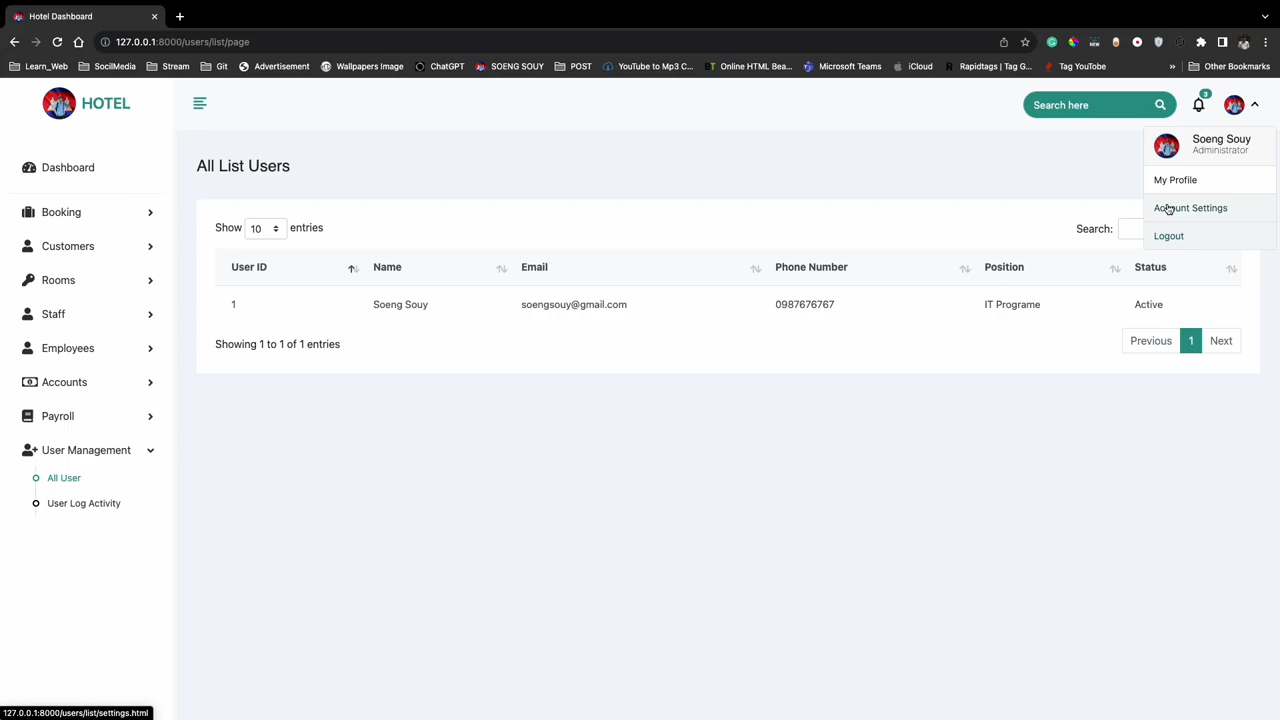 Hotel Dashboard
127.0.0.1:8000/users/list/page
Learn_Web SocilMedia Stream Git Advertisement Wallpapers Image ChatGPT SOENG SOUY POST YouTube to Mp3 C... Online HTML Bea... Microsoft Teams iCloud Rapidtags | Tag G... Tag YouTube » Other Bookmarks
HOTEL
Search here
3
Soeng Souy
Administrator
My Profile
Account Settings
Logout
Dashboard
Booking
Customers
Rooms
Staff
Employees
Accounts
Payroll
User Management
All User
User Log Activity
All List Users
Show 10 entries
Search:
User ID Name Email Phone Number Position Status
1 Soeng Souy soengsouy@gmail.com 0987676767 IT Programe Active
Showing 1 to 1 of 1 entries
Previous 1 Next
127.0.0.1:8000/users/list/settings.html